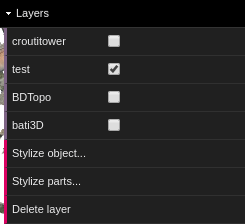 Layers
croutitower
test
BDTopo
bati3D
Stylize object...
Stylize parts...
Delete layer